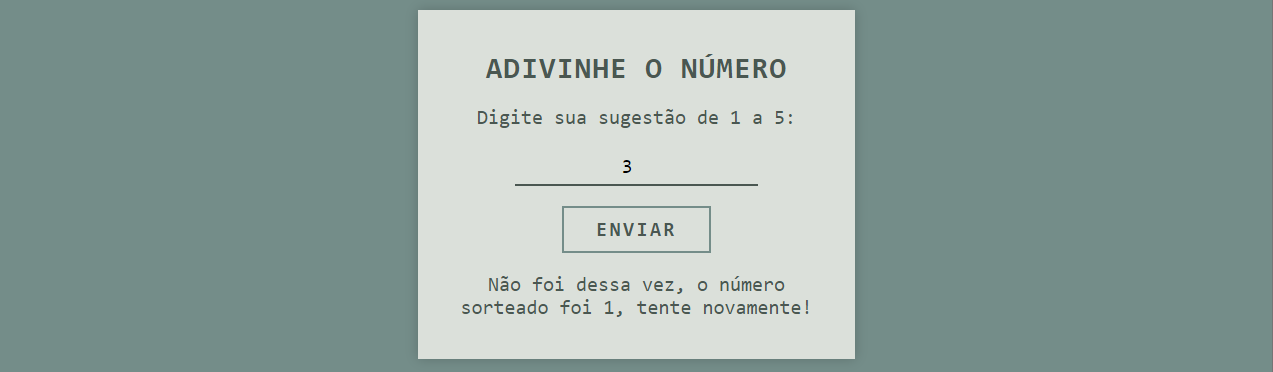 ADIVINHE O NÚMERO
Digite sua sugestão de 1 a 5:
3
ENVIAR
Não foi dessa vez, o número
sorteado foi 1, tente novamente!